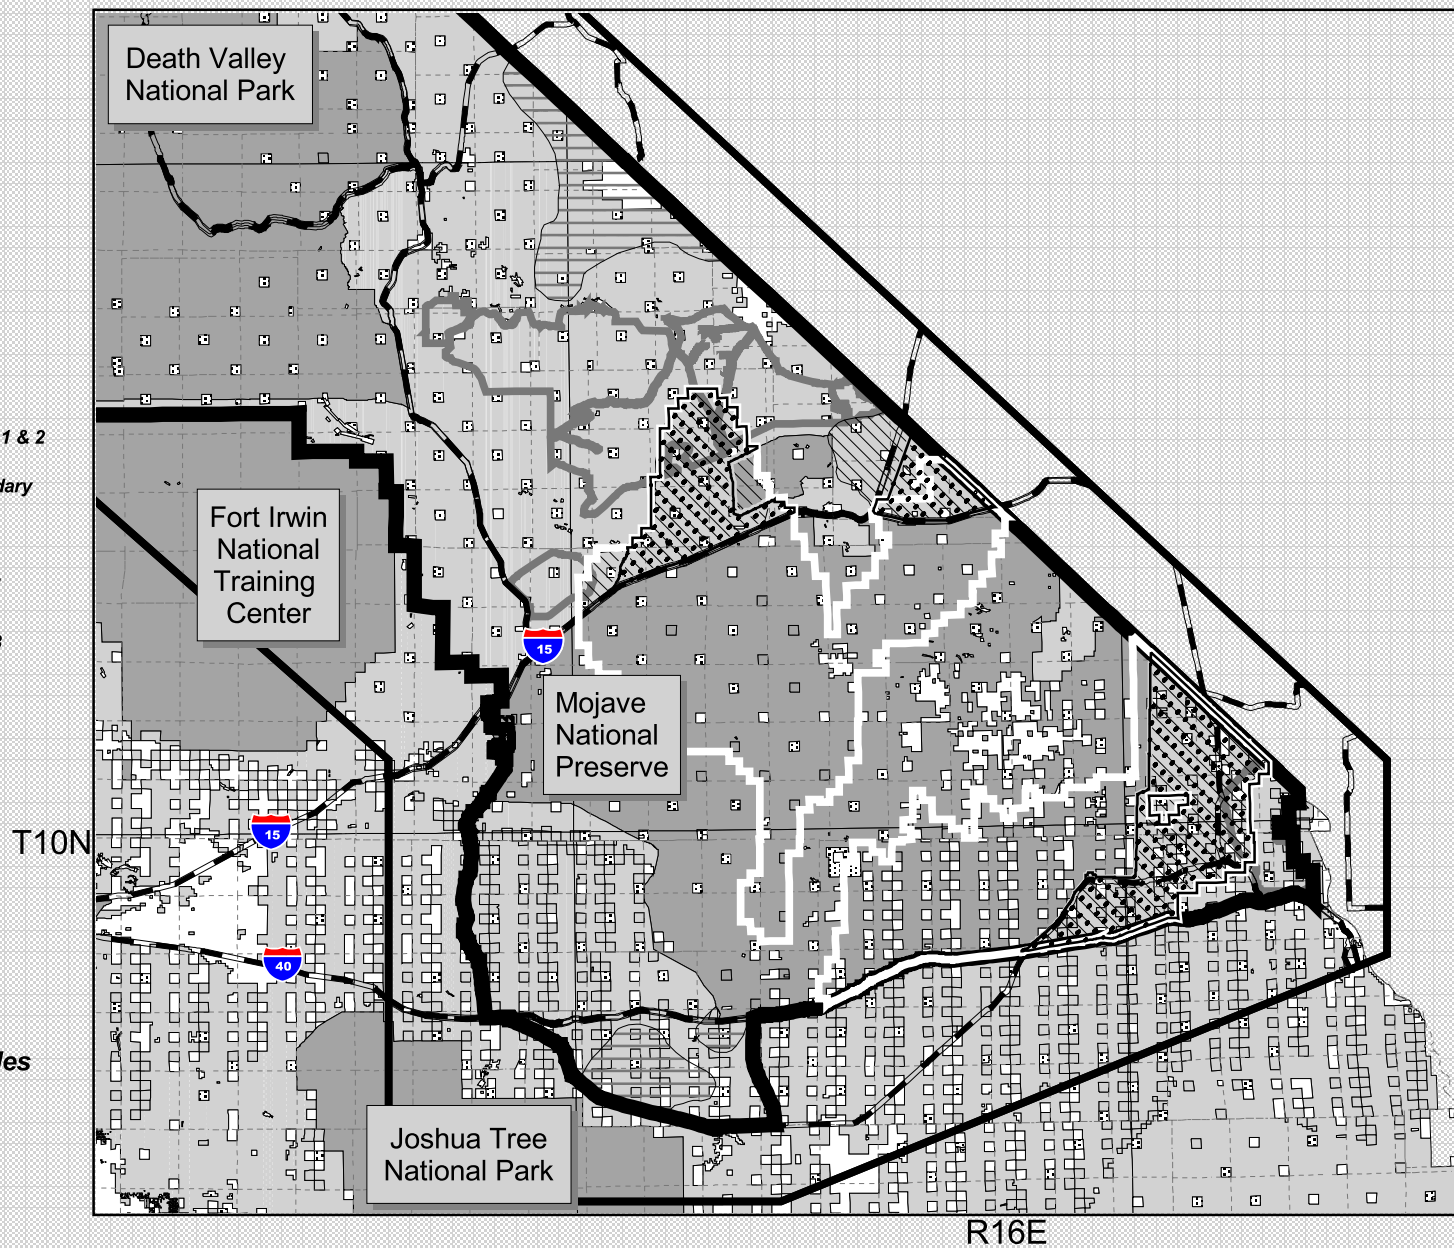 Death Valley
National Park
1 & 2
dary
Fort Irwin
National
Training
Center
15
Mojave
National
Preserve
15
T10N
40
les
Joshua Tree
National Park
R16E